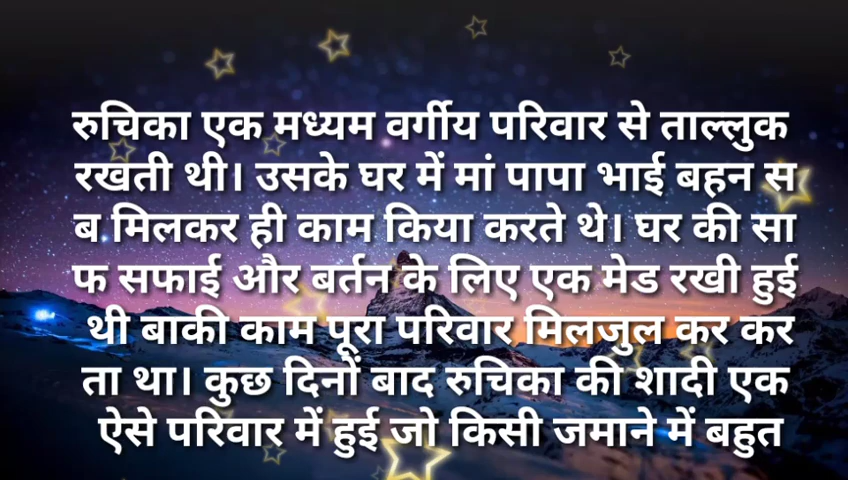 रुचिका एक मध्यम वर्गीय परिवार से ताल्लुक
रखती थी। उसके घर में मां पापा भाई बहन स
ब मिलकर ही काम किया करते थे। घर की सा
फ सफाई और बर्तन के लिए एक मेड रखी हुई
थी बाकी काम पूरा परिवार मिलजुल कर कर
ता था। कुछ दिनों बाद रुचिका की शादी एक
ऐसे परिवार में हुई जो किसी जमाने में बहुत